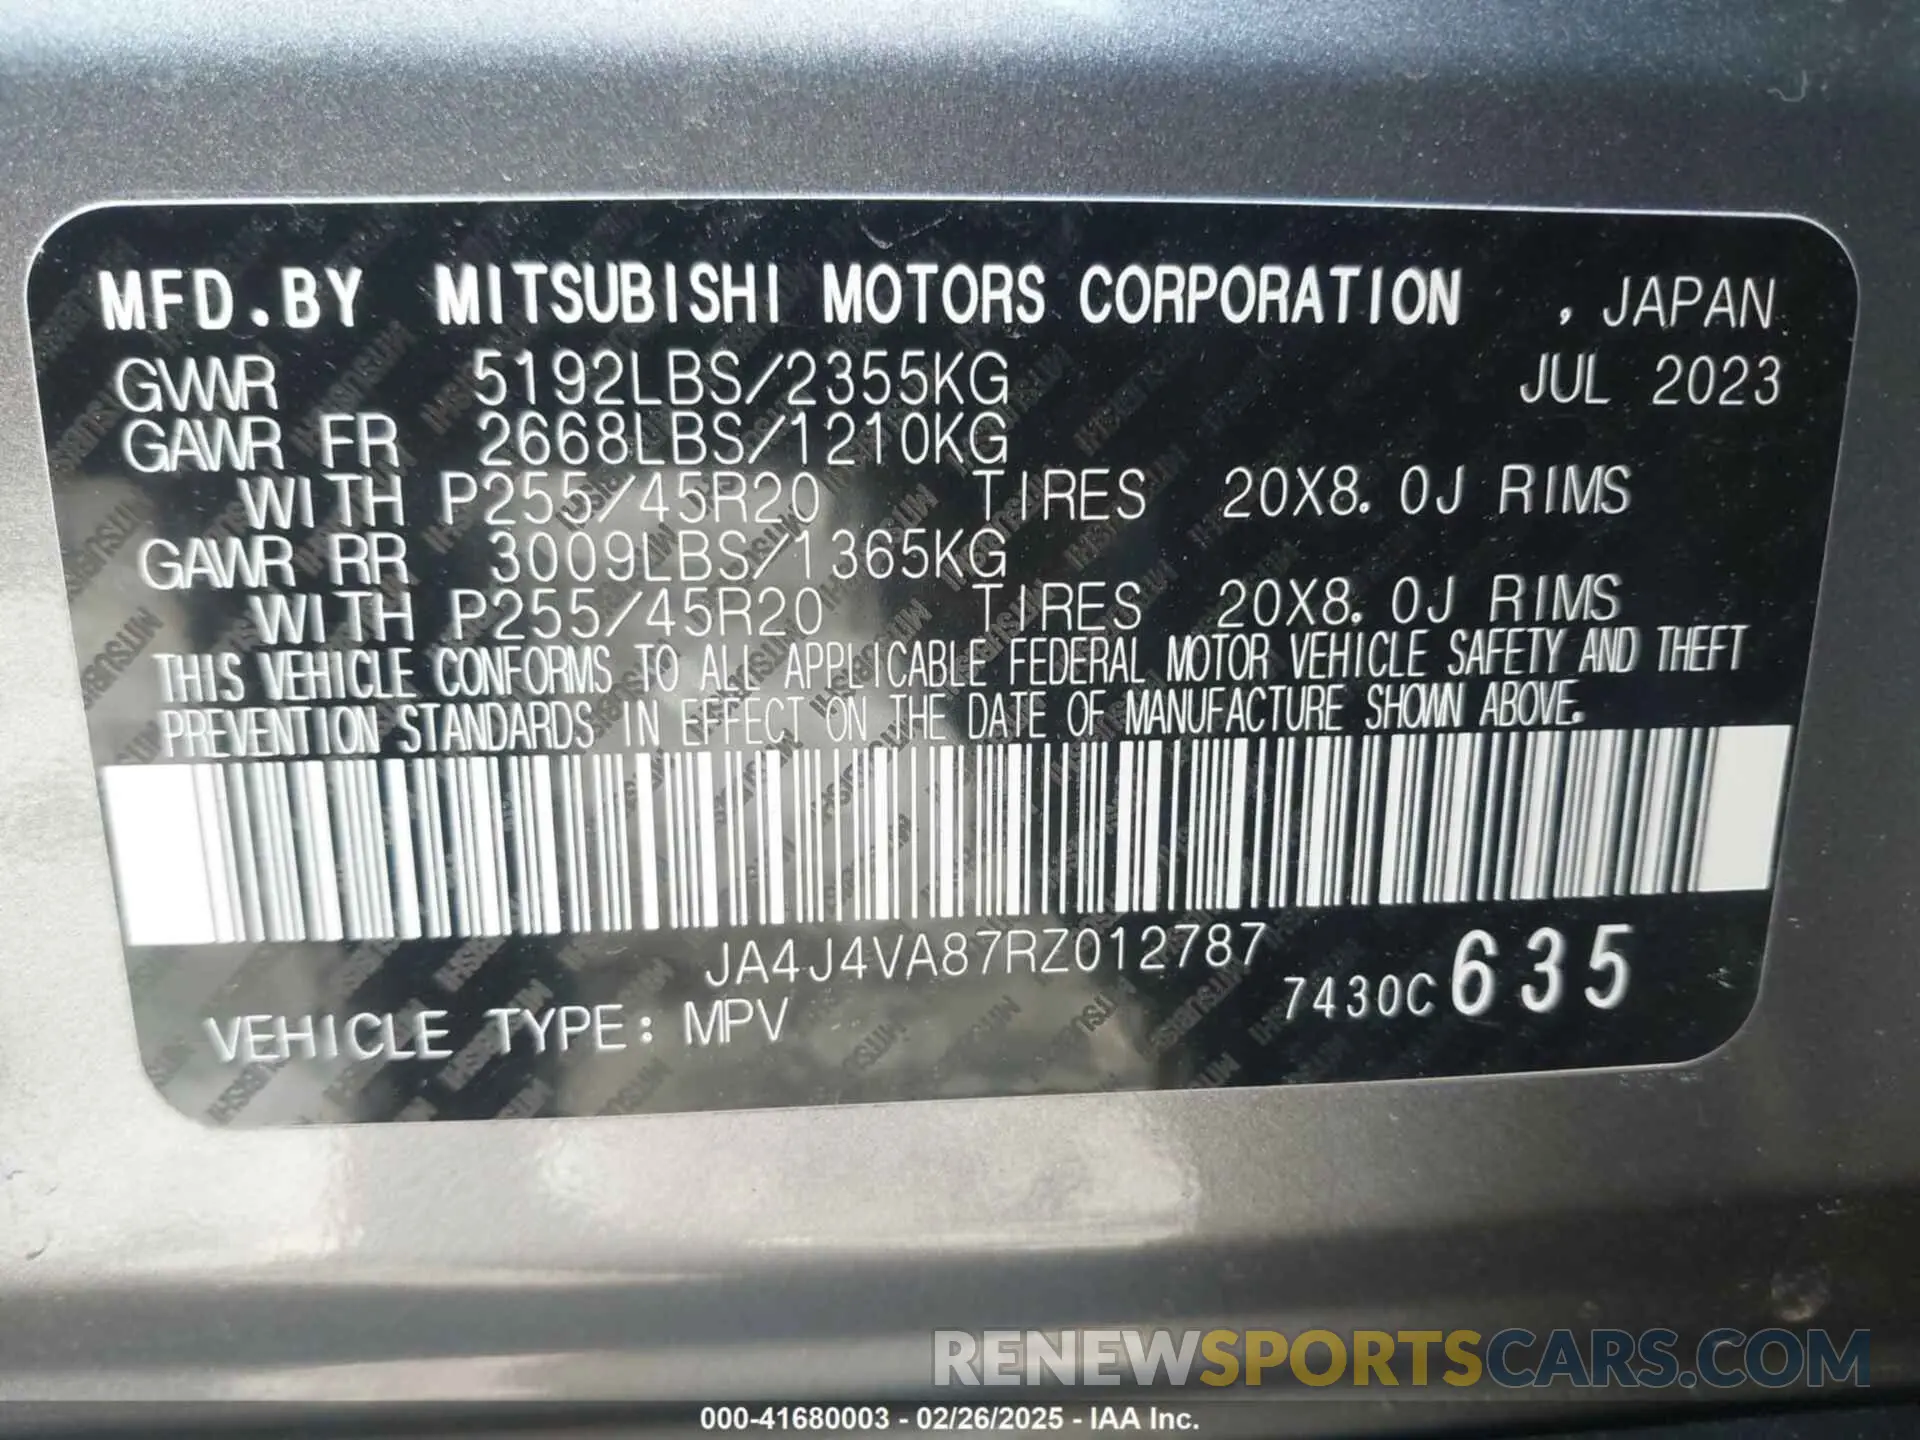 MFD.BY MITSUBISHI MOTORS CORPORATION , JAPAN
GVWR 5192LBS/2355KG JUL 2023
GAWR FR 2668LBS/1210KG
WITH P255/45R20 TIRES 20X8.0J RIMS
GAWR RR 3009LBS/1365KG
WITH P255/45R20 TIRES 20X8.0J RIMS
THIS VEHICLE CONFORMS TO ALL APPLICABLE FEDERAL MOTOR VEHICLE SAFETY AND THEFT
PREVENTION STANDARDS IN EFFECT ON THE DATE OF MANUFACTURE SHOWN ABOVE.
JA4J4VA87RZ012787
7430C 635
VEHICLE TYPE: MPV
RENEWSPORTSCARS.COM
000-41680003 - 02/26/2025 - IAA Inc.